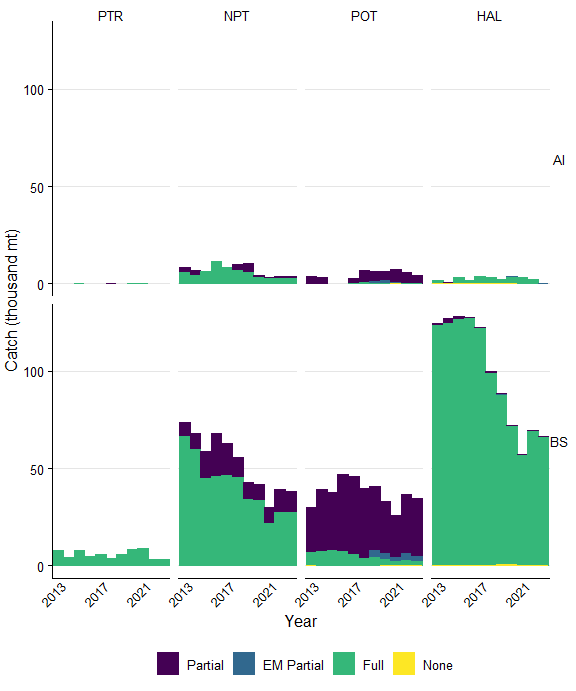 PTR NPT POT HAL
100
50
0
AI
Catch (thousand mt)
100
50
0
BS
2013 2017 2021 2013 2017 2021 2013 2017 2021 2013 2017 2021
Year
Partial EM Partial Full None